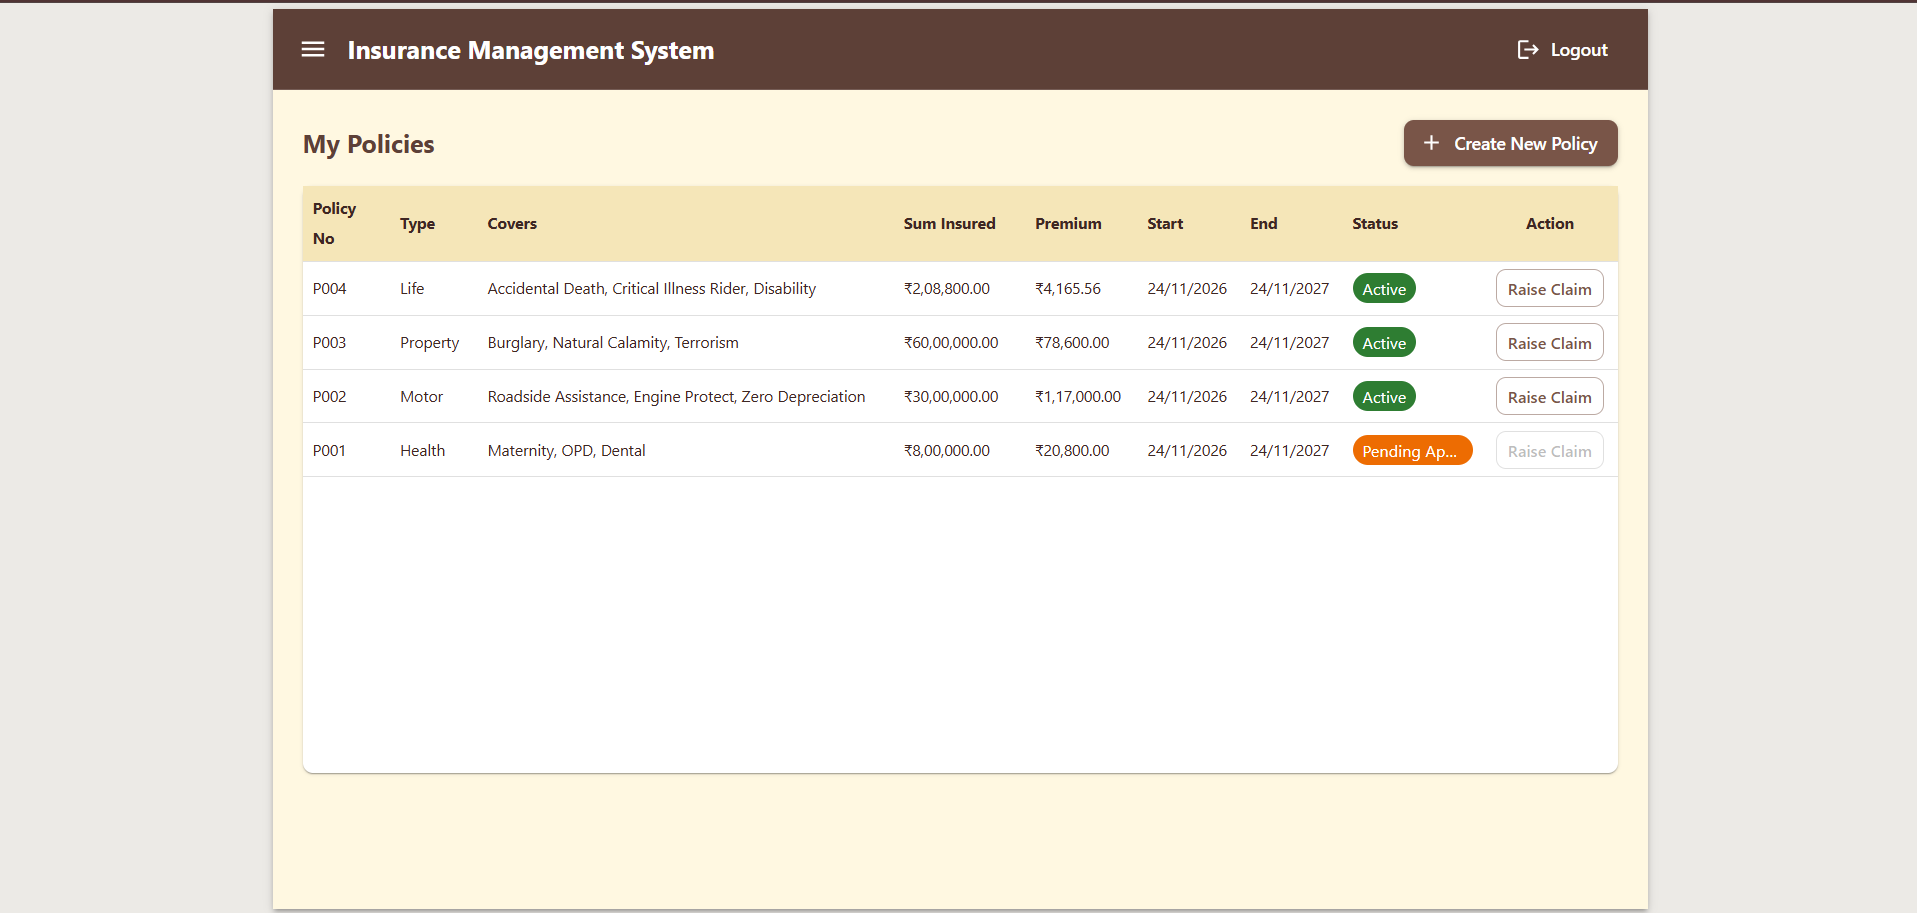 Insurance Management System
Logout
My Policies
+ Create New Policy
Policy No Type Covers Sum Insured Premium Start End Status Action
P004 Life Accidental Death, Critical Illness Rider, Disability ₹2,08,800.00 ₹4,165.56 24/11/2026 24/11/2027 Active Raise Claim
P003 Property Burglary, Natural Calamity, Terrorism ₹60,00,000.00 ₹78,600.00 24/11/2026 24/11/2027 Active Raise Claim
P002 Motor Roadside Assistance, Engine Protect, Zero Depreciation ₹30,00,000.00 ₹1,17,000.00 24/11/2026 24/11/2027 Active Raise Claim
P001 Health Maternity, OPD, Dental ₹8,00,000.00 ₹20,800.00 24/11/2026 24/11/2027 Pending Ap... Raise Claim